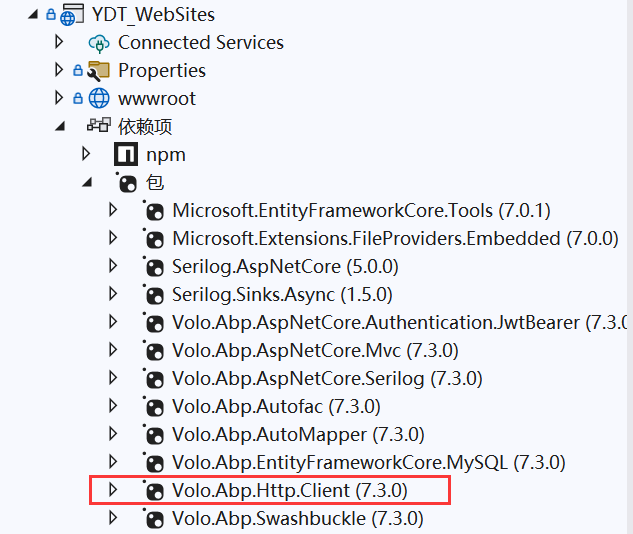 YDT_WebSites
Connected Services
Properties
wwwroot
依赖项
npm
包
Microsoft.EntityFrameworkCore.Tools (7.0.1)
Microsoft.Extensions.FileProviders.Embedded (7.0.0)
Serilog.AspNetCore (5.0.0)
Serilog.Sinks.Async (1.5.0)
Volo.Abp.AspNetCore.Authentication.JwtBearer (7.3.0
Volo.Abp.AspNetCore.Mvc (7.3.0)
Volo.Abp.AspNetCore.Serilog (7.3.0)
Volo.Abp.Autofac (7.3.0)
Volo.Abp.AutoMapper (7.3.0)
Volo.Abp.EntityFrameworkCore.MySQL (7.3.0)
Volo.Abp.Http.Client (7.3.0)
Volo.Abp.Swashbuckle (7.3.0)